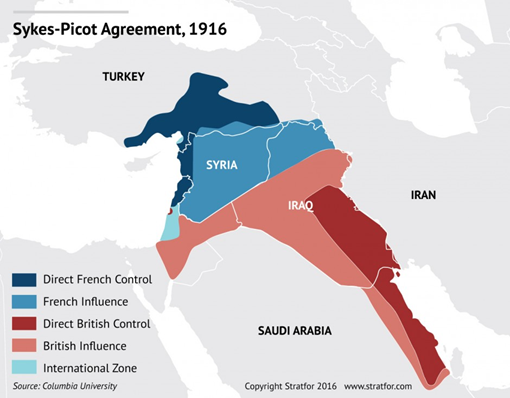 Sykes-Picot Agreement, 1916
TURKEY
SYRIA
IRAN
IRAQ
SAUDI ARABIA
Direct French Control
French Influence
Direct British Control
British Influence
International Zone
Source: Columbia University
Copyright Stratfor 2016 www.stratfor.com